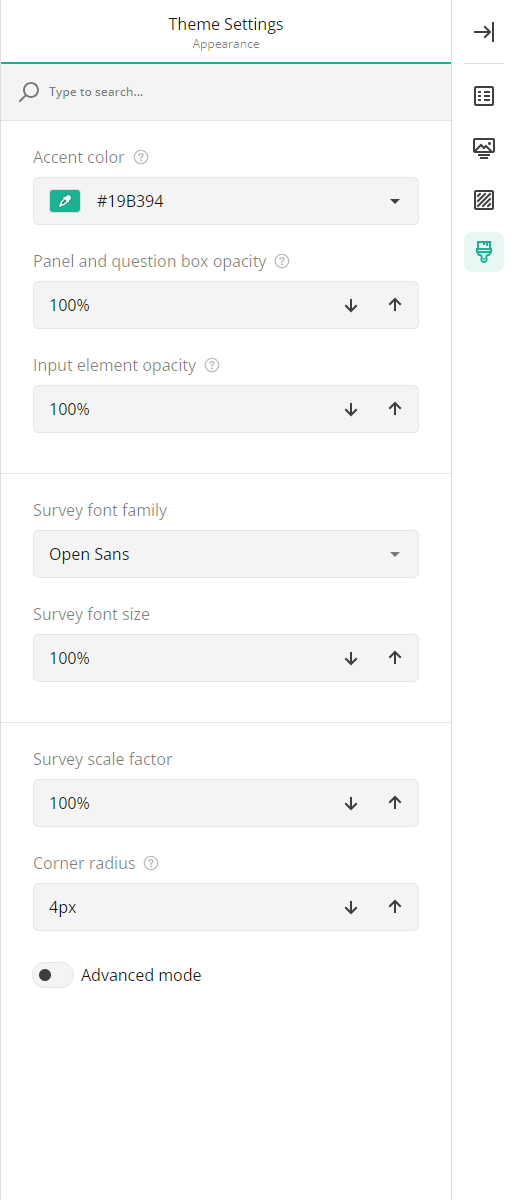 Theme Settings
Appearance
Type to search...
Accent color
#19B394
Panel and question box opacity
100%
Input element opacity
100%
Survey font family
Open Sans
Survey font size
100%
Survey scale factor
100%
Corner radius
4px
Advanced mode